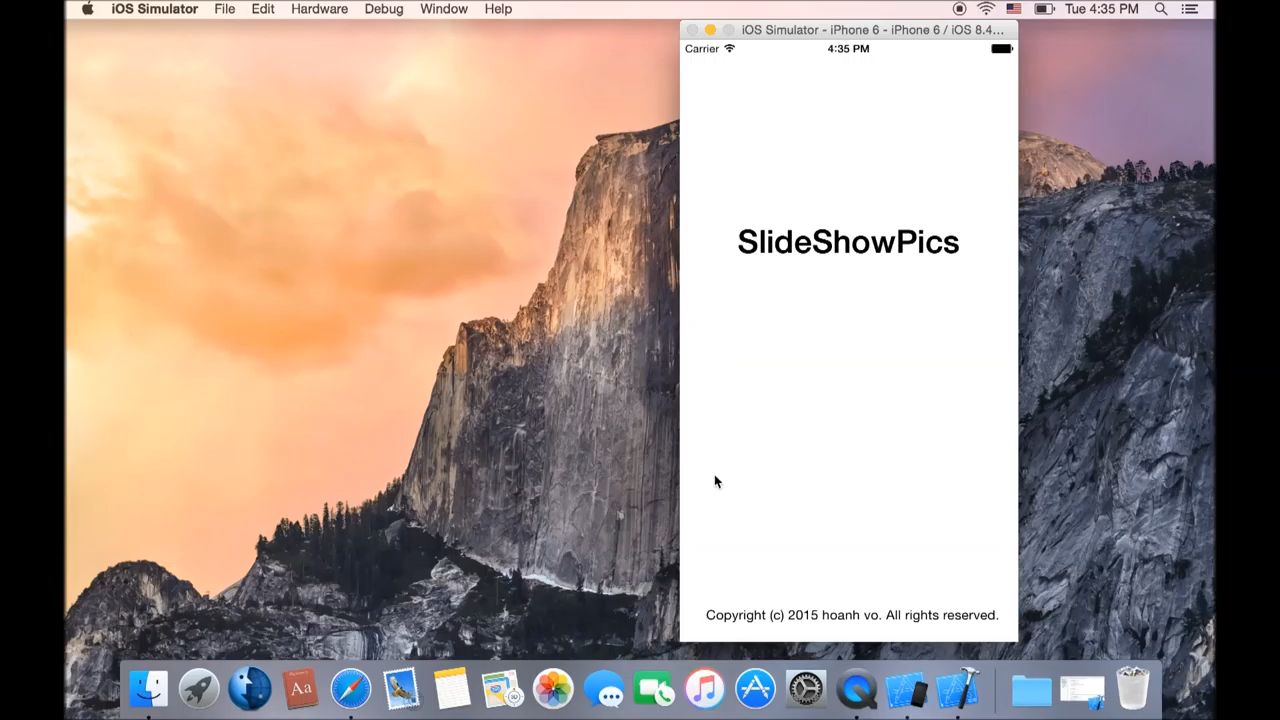 iOS Simulator File Edit Hardware Debug Window Help Tue 4:35 PM
iOS Simulator - iPhone 6 - iPhone 6 / iOS 8.4...
Carrier 4:35 PM
SlideShowPics
Copyright (c) 2015 hoanh vo. All rights reserved.
Aa
3D